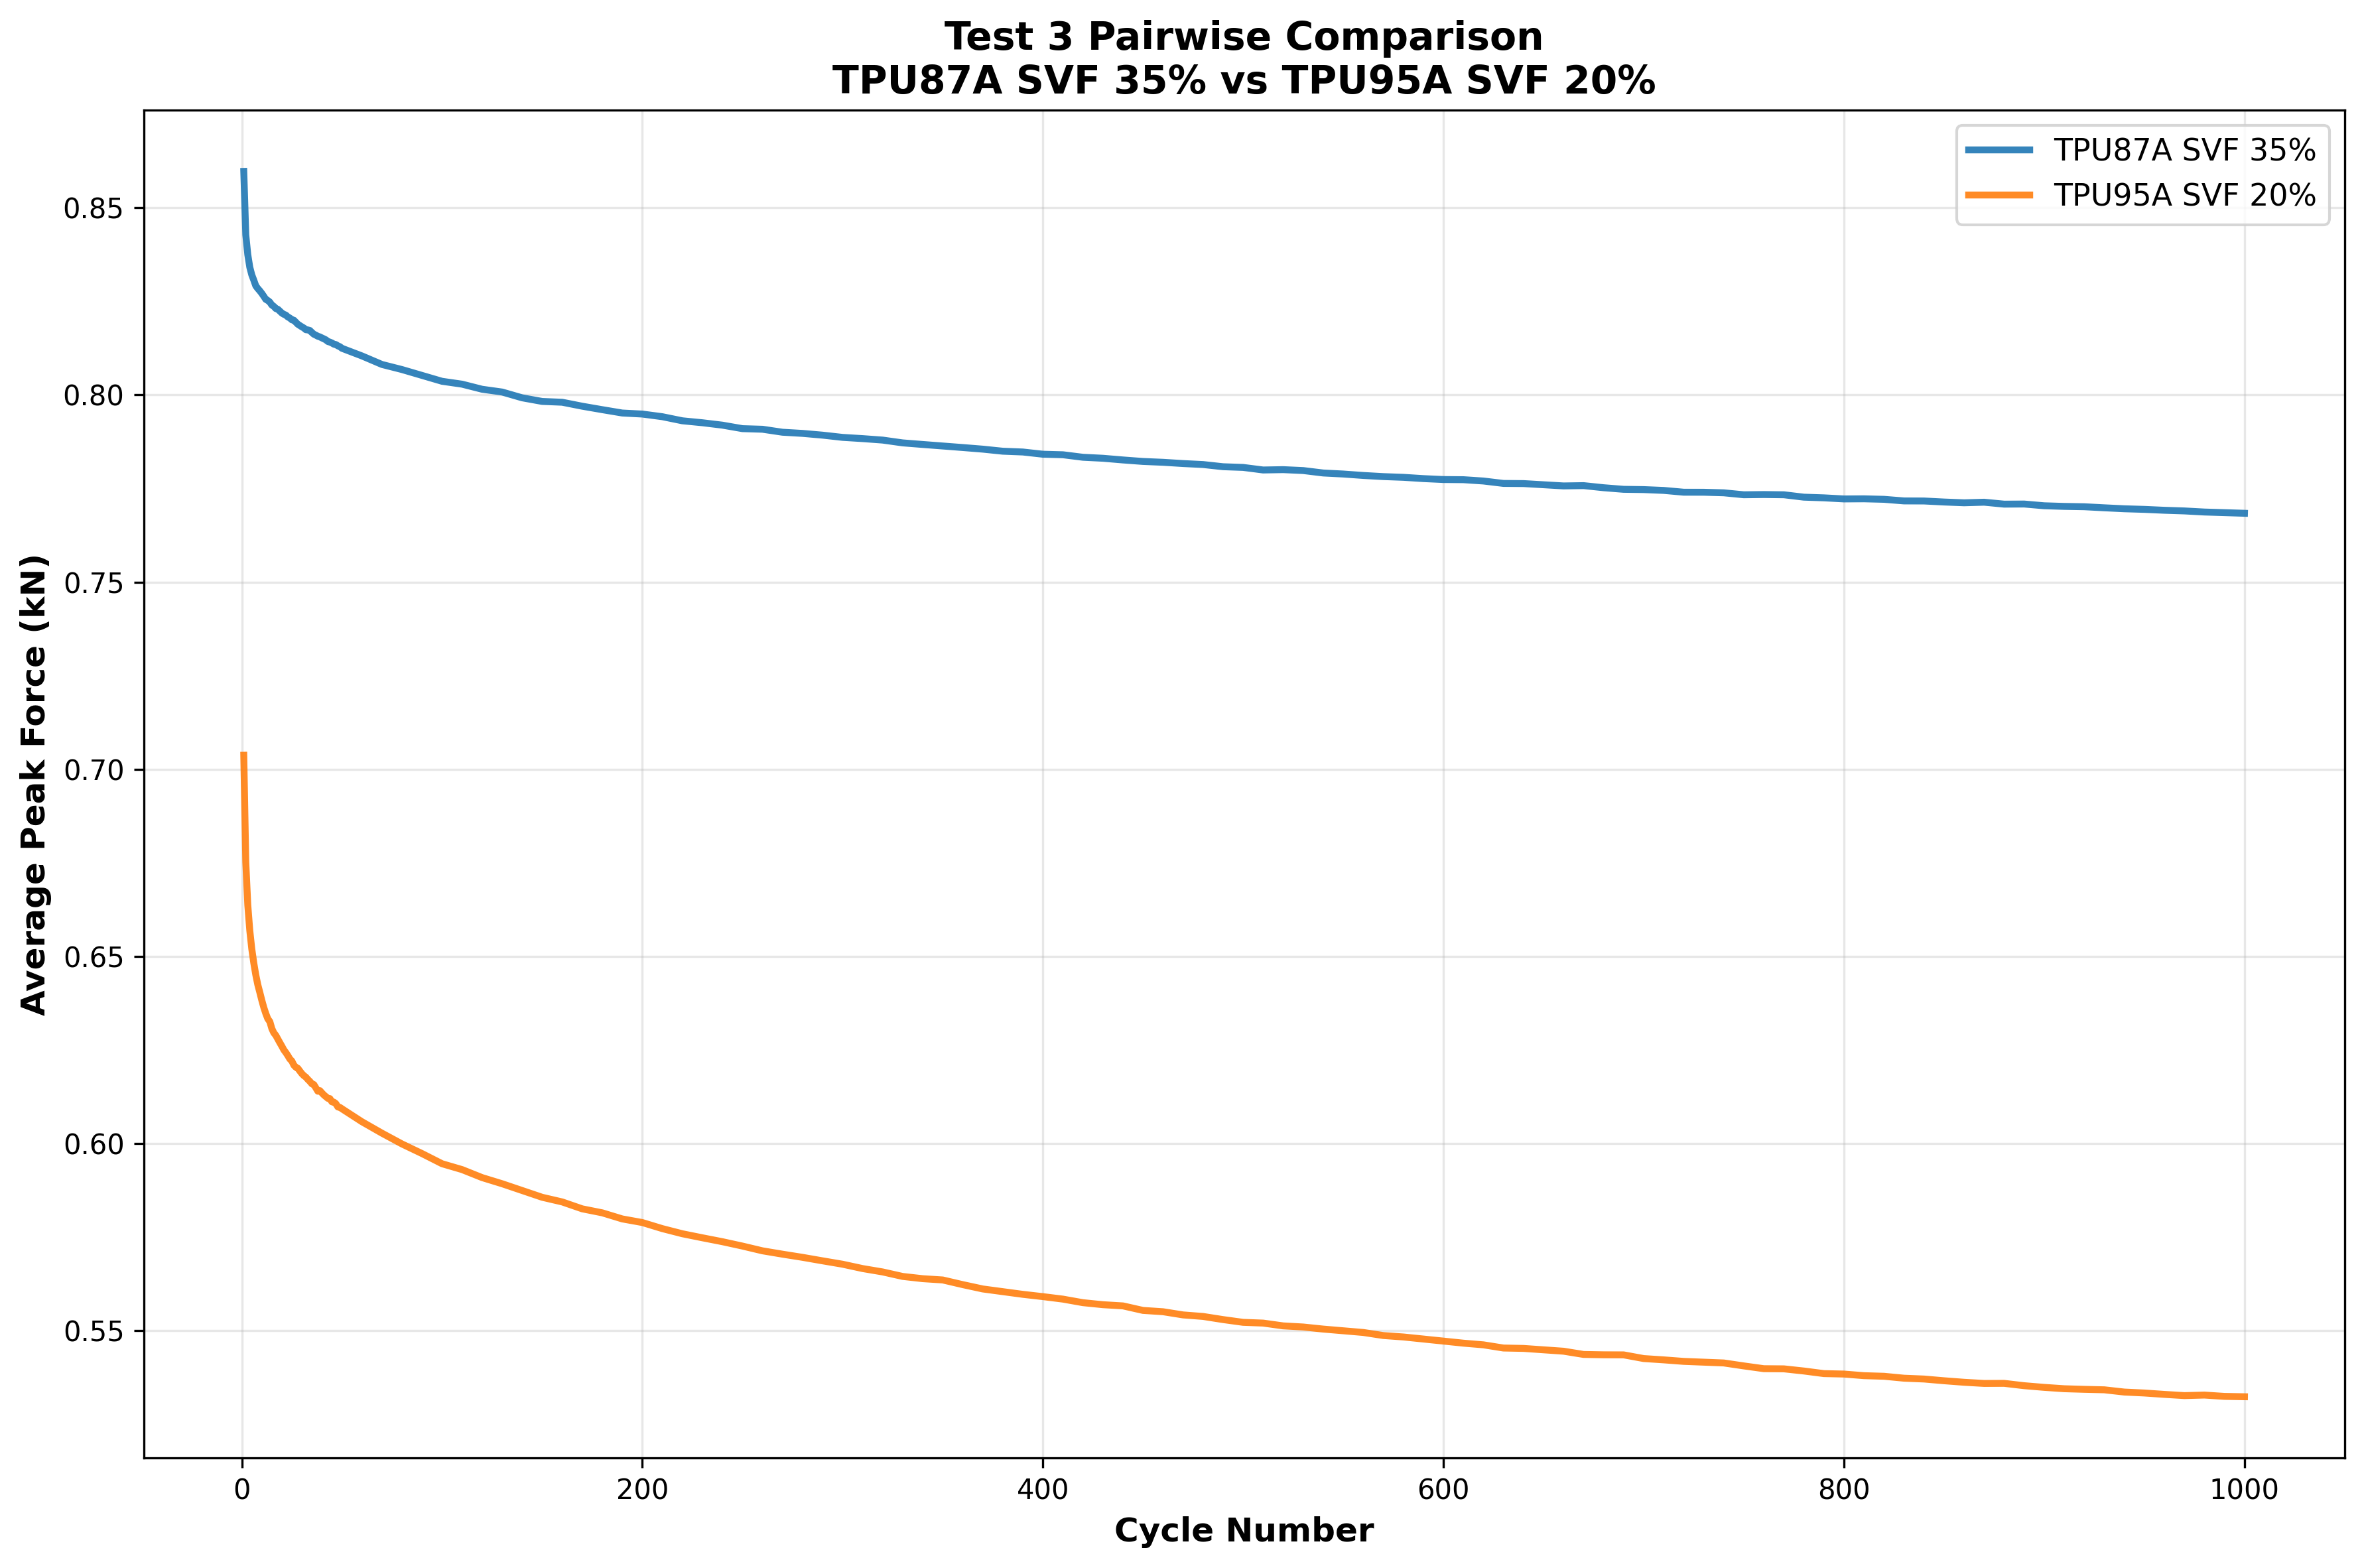 Test 3 Pairwise Comparison
TPU87A SVF 35% vs TPU95A SVF 20%
TPU87A SVF 35%
TPU95A SVF 20%
Average Peak Force (kN)
0.85
0.80
0.75
0.70
0.65
0.60
0.55
0 200 400 600 800 1000
Cycle Number